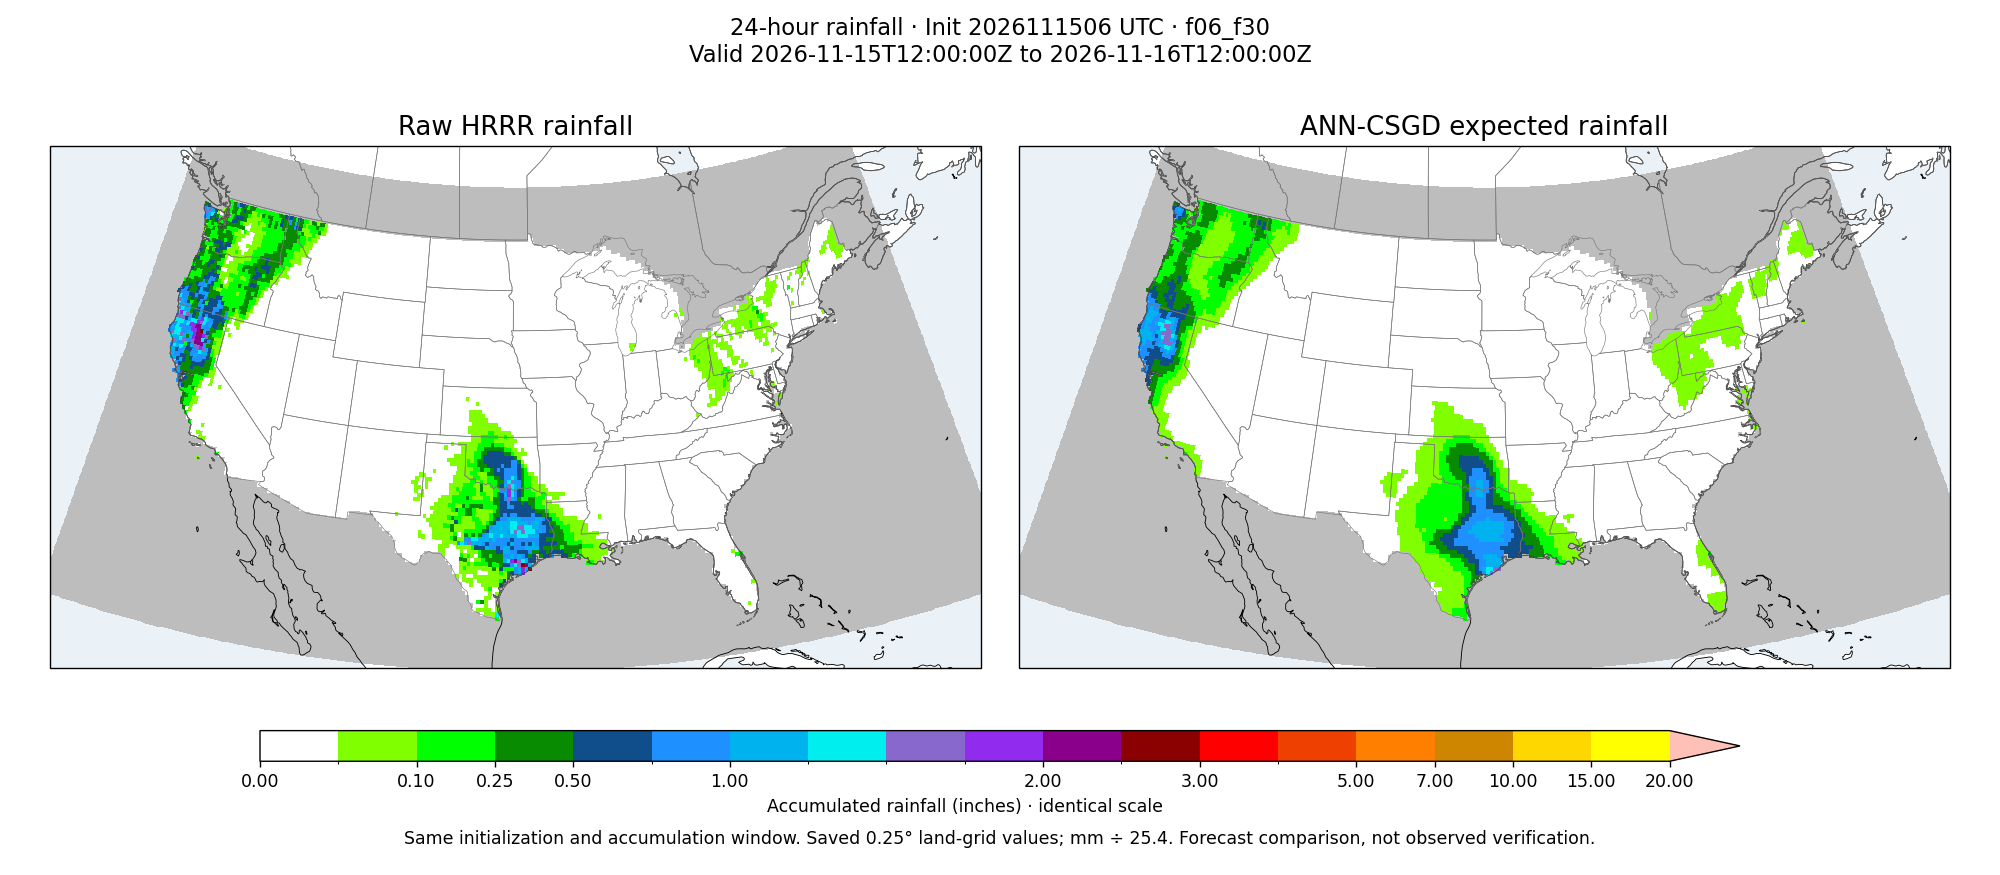 24-hour rainfall · Init 2026111506 UTC · f06_f30
Valid 2026-11-15T12:00:00Z to 2026-11-16T12:00:00Z
Raw HRRR rainfall
ANN-CSGD expected rainfall
0.00 0.10 0.25 0.50 1.00 2.00 3.00 5.00 7.00 10.00 15.00 20.00
Accumulated rainfall (inches) · identical scale
Same initialization and accumulation window. Saved 0.25° land-grid values; mm ÷ 25.4. Forecast comparison, not observed verification.